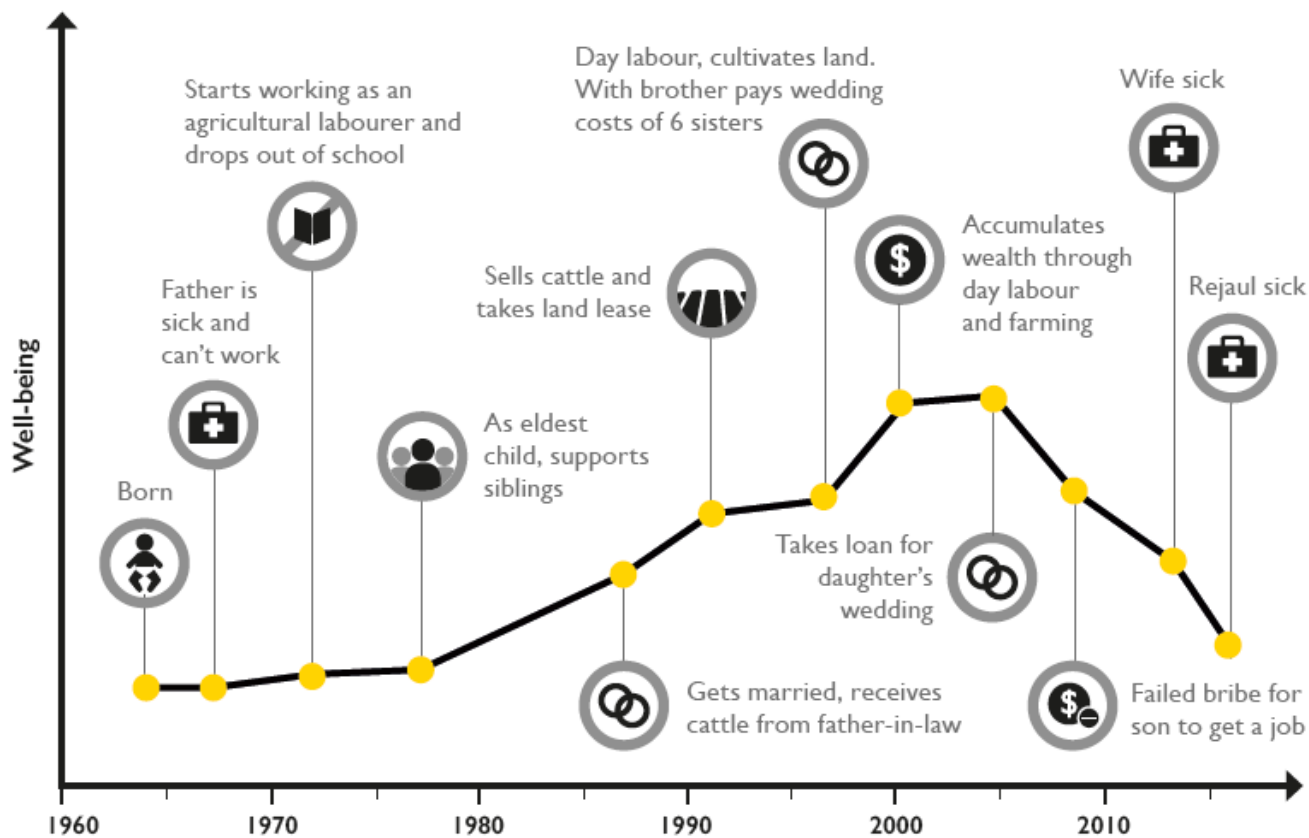 Well-being
Born
Father is
sick and
can't work
Starts working as an
agricultural labourer and
drops out of school
As eldest
child, supports
siblings
Gets married, receives
cattle from father-in-law
Sells cattle and
takes land lease
Day labour, cultivates land.
With brother pays wedding
costs of 6 sisters
$
Accumulates
wealth through
day labour
and farming
Takes loan for
daughter's
wedding
$
Failed bribe for
son to get a job
Wife sick
Rejaul sick
1960
1970
1980
1990
2000
2010